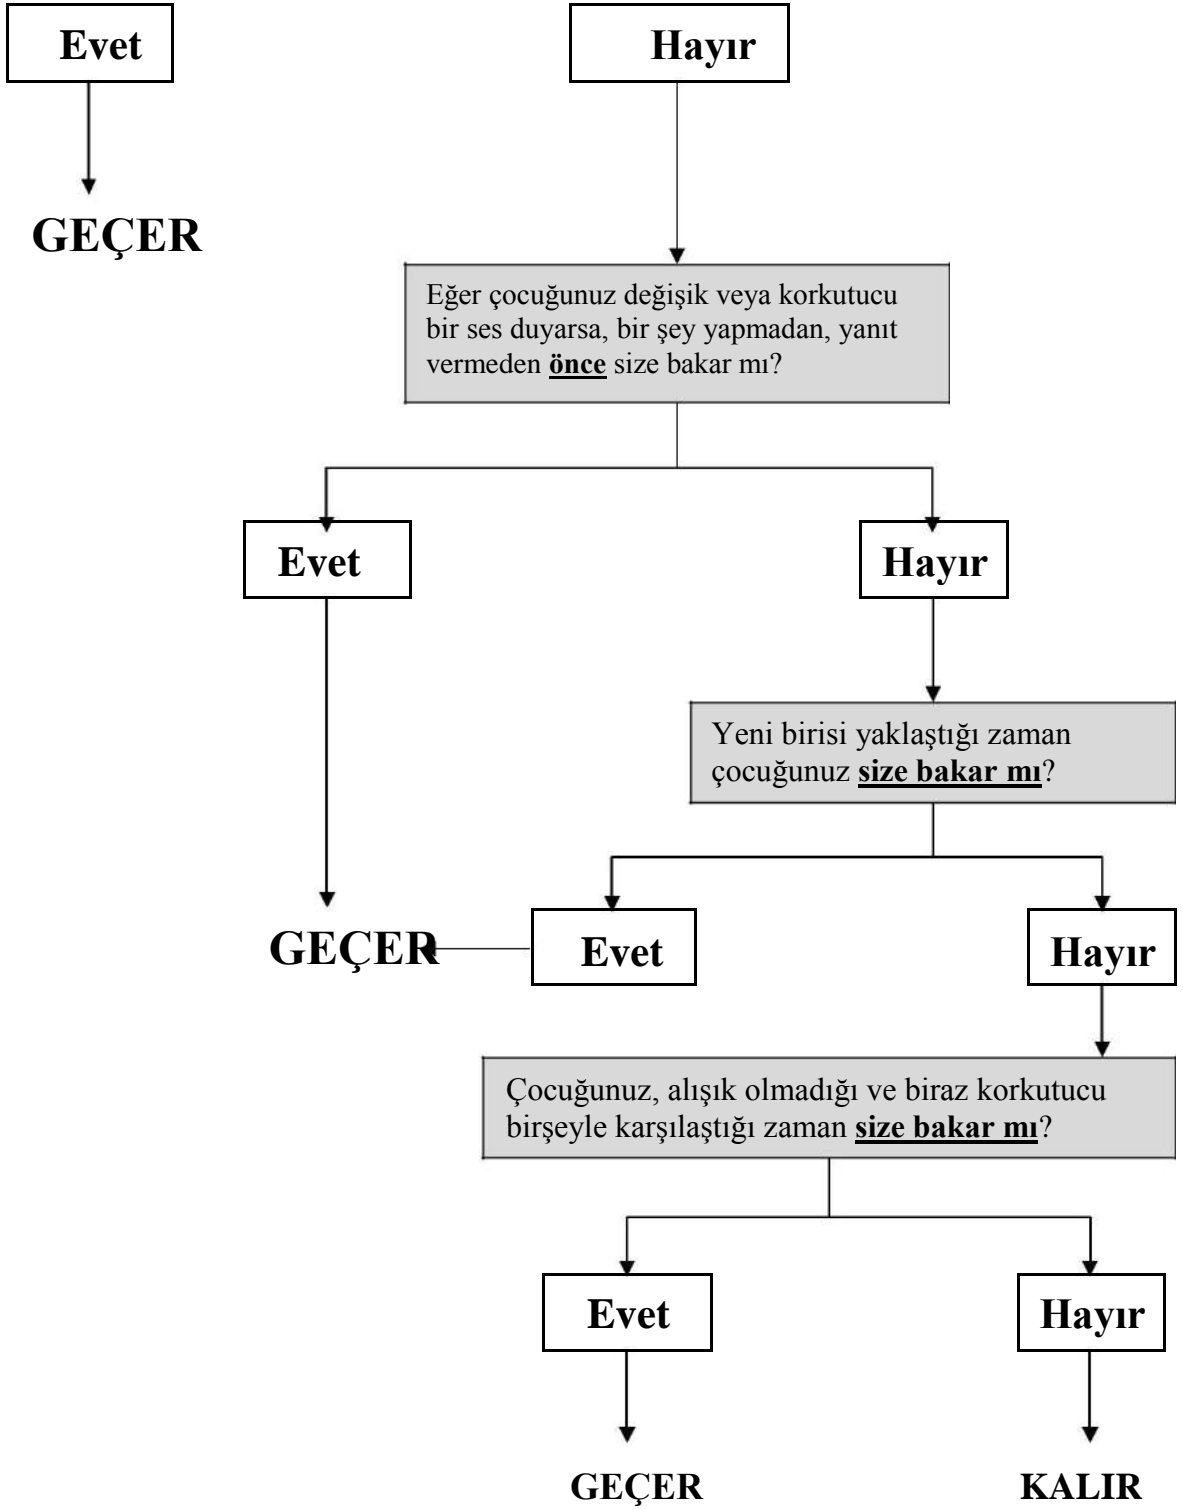 Evet
Hayır
GEÇER
Eğer çocuğunuz değişik veya korkutucu
bir ses duyarsa, bir şey yapmadan, yanıt
vermeden önce size bakar mı?
Evet
Hayır
Yeni birisi yaklaştığı zaman
çocuğunuz size bakar mı?
GEÇER
Evet
Hayır
Çocuğunuz, alışık olmadığı ve biraz korkutucu
birşeyle karşılaştığı zaman size bakar mı?
Evet
Hayır
GEÇER
KALIR